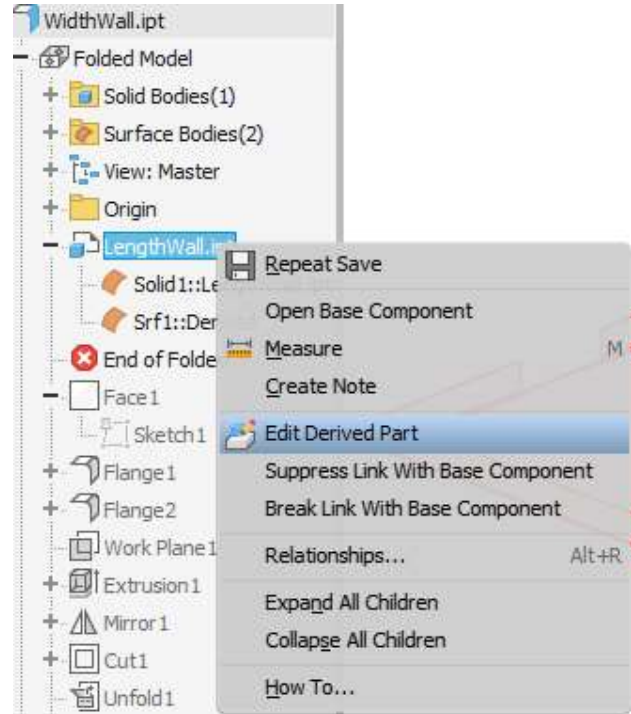 WidthWall.ipt
Folded Model
Solid Bodies(1)
Surface Bodies(2)
View: Master
Origin
LengthWall.ipt
Repeat Save
Solid1::Le
Open Base Component
Srf1::Der
Measure M
End of Folde
Create Note
Face1
Sketch1
Edit Derived Part
Flange1
Suppress Link With Base Component
Flange2
Break Link With Base Component
Work Plane1
Relationships... Alt+R
Extrusion1
Expand All Children
Mirror1
Collapse All Children
Cut1
Unfold1
How To...